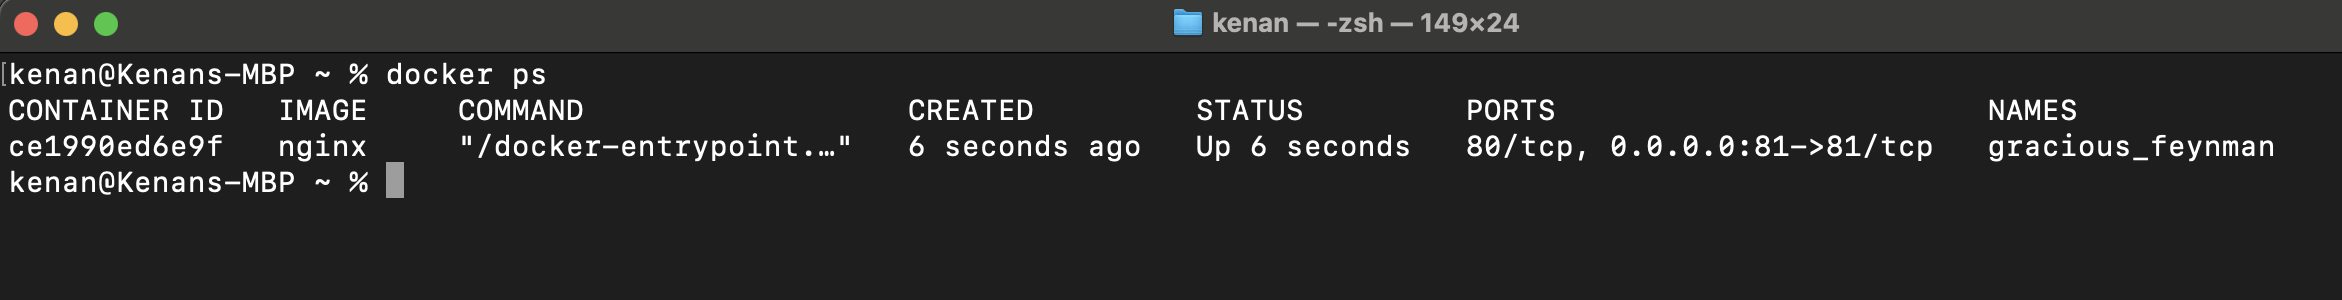 kenan — -zsh — 149×24
[kenan@Kenans-MBP ~ % docker ps
CONTAINER ID   IMAGE     COMMAND                  CREATED         STATUS         PORTS                        NAMES
ce1990ed6e9f   nginx     "/docker-entrypoint.…"   6 seconds ago   Up 6 seconds   80/tcp, 0.0.0.0:81->81/tcp   gracious_feynman
kenan@Kenans-MBP ~ %